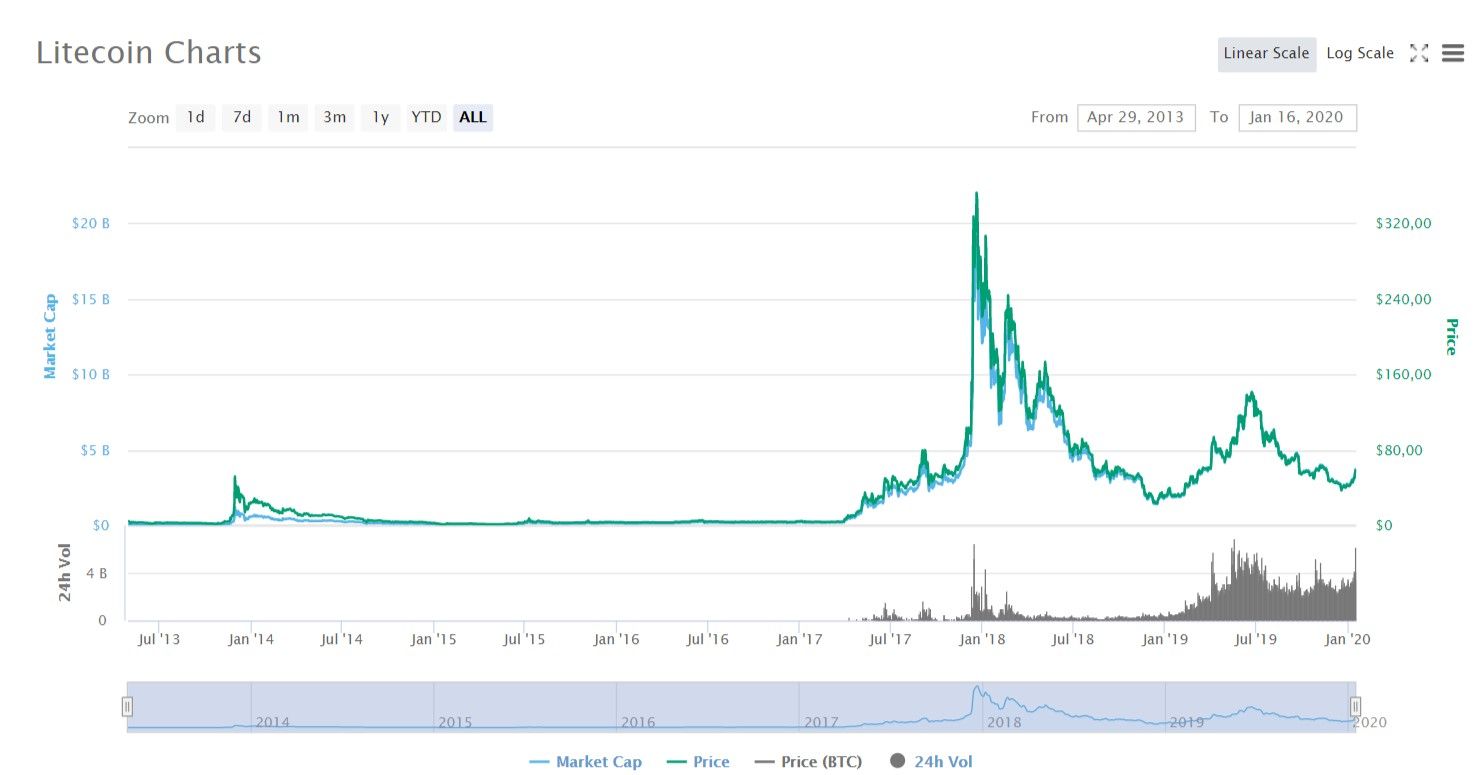 Litecoin Charts
Linear Scale Log Scale
Zoom 1d 7d 1m 3m 1y YTD ALL From Apr 29, 2013 To Jan 16, 2020
$20 B $320,00
$15 B $240,00
Market Cap
Price
$10 B $160,00
$5 B $80,00
$0 $0
24h Vol
4 B
0
Jul '13 Jan '14 Jul '14 Jan '15 Jul '15 Jan '16 Jul '16 Jan '17 Jul '17 Jan '18 Jul '18 Jan '19 Jul '19 Jan '20
2014 2015 2016 2017 2018 2019 2020
Market Cap Price Price (BTC) 24h Vol